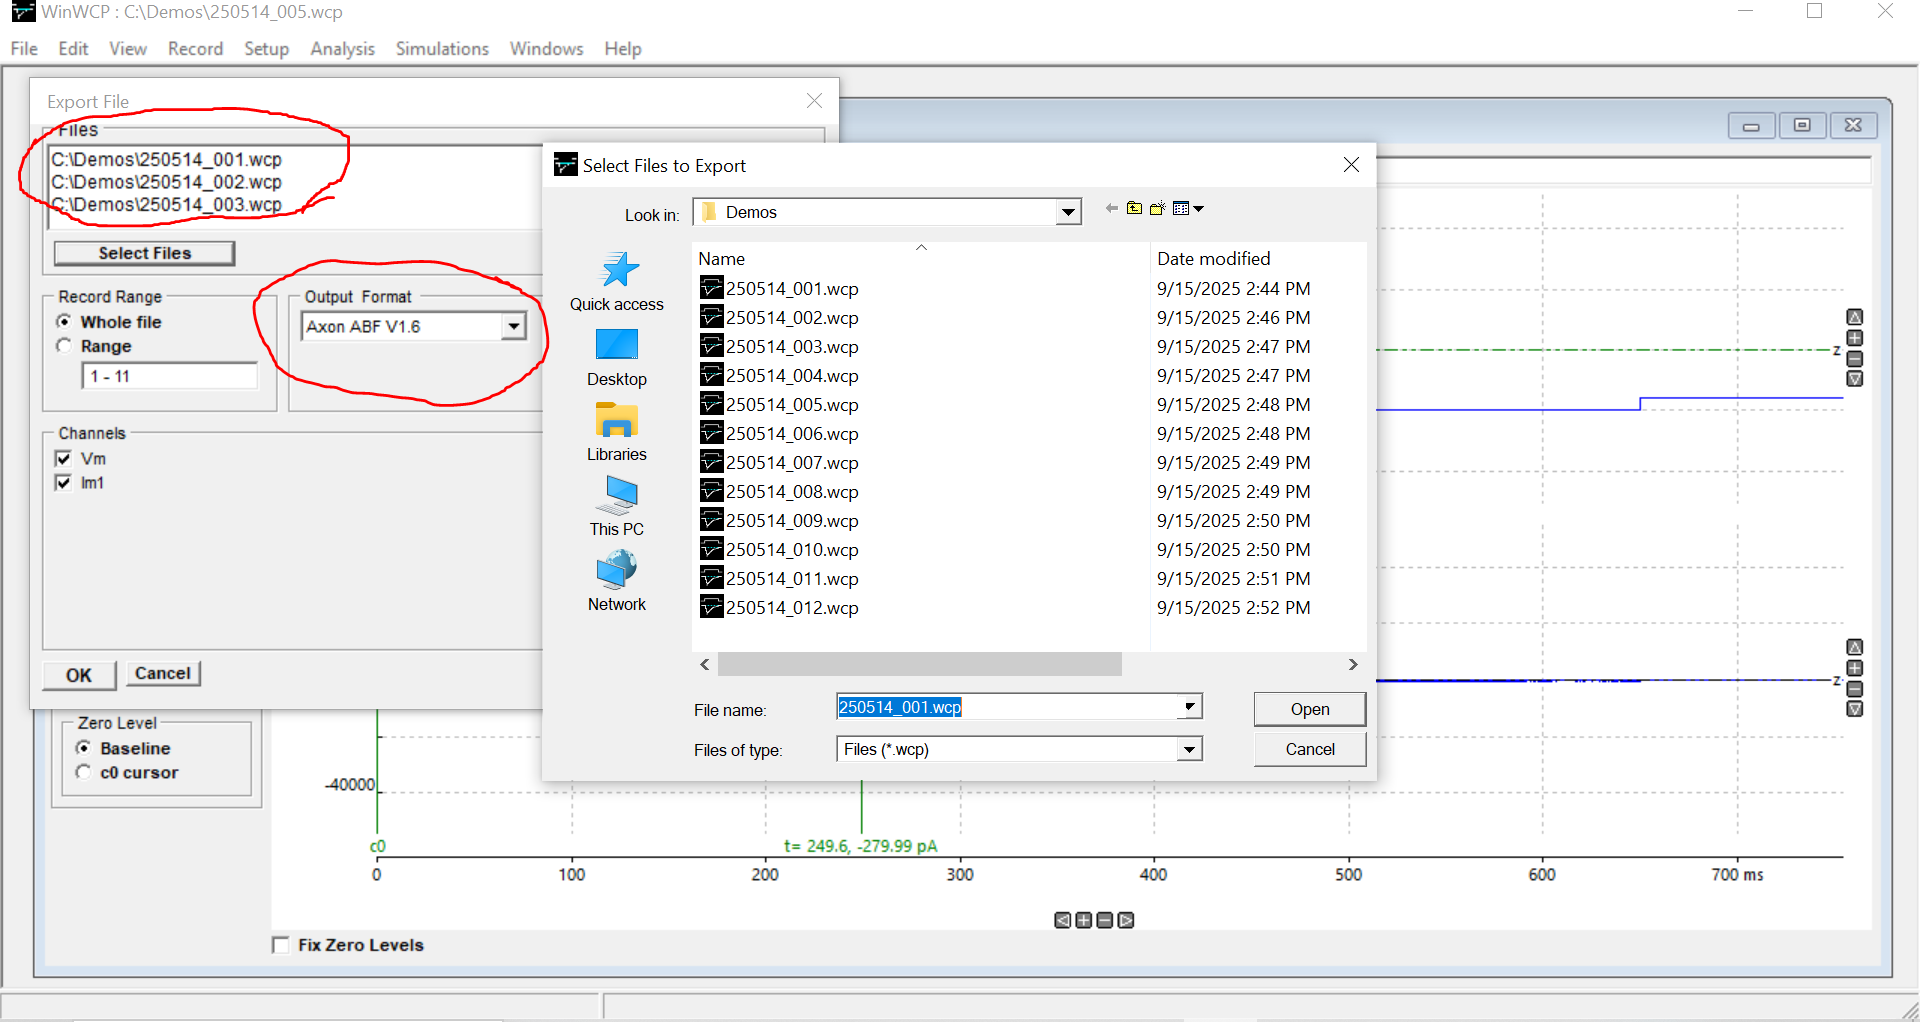 WinWCP : C:\Demos\250514_005.wcp
File Edit View Record Setup Analysis Simulations Windows Help
Export File
Files
C:\Demos\250514_001.wcp
C:\Demos\250514_002.wcp
C:\Demos\250514_003.wcp
Select Files
Record Range
Whole file
Range
1 - 11
Output Format
Axon ABF V1.6
Channels
Vm
Im1
OK Cancel
Select Files to Export
Look in: Demos
Quick access
Desktop
Libraries
This PC
Network
Name Date modified
250514_001.wcp 9/15/2025 2:44 PM
250514_002.wcp 9/15/2025 2:46 PM
250514_003.wcp 9/15/2025 2:47 PM
250514_004.wcp 9/15/2025 2:47 PM
250514_005.wcp 9/15/2025 2:48 PM
250514_006.wcp 9/15/2025 2:48 PM
250514_007.wcp 9/15/2025 2:49 PM
250514_008.wcp 9/15/2025 2:49 PM
250514_009.wcp 9/15/2025 2:50 PM
250514_010.wcp 9/15/2025 2:50 PM
250514_011.wcp 9/15/2025 2:51 PM
250514_012.wcp 9/15/2025 2:52 PM
File name: 250514_001.wcp Open
Files of type: Files (*.wcp) Cancel
z
z
Zero Level
Baseline
c0 cursor
-40000
c0 t= 249.6, -279.99 pA
0 100 200 300 400 500 600 700 ms
Fix Zero Levels